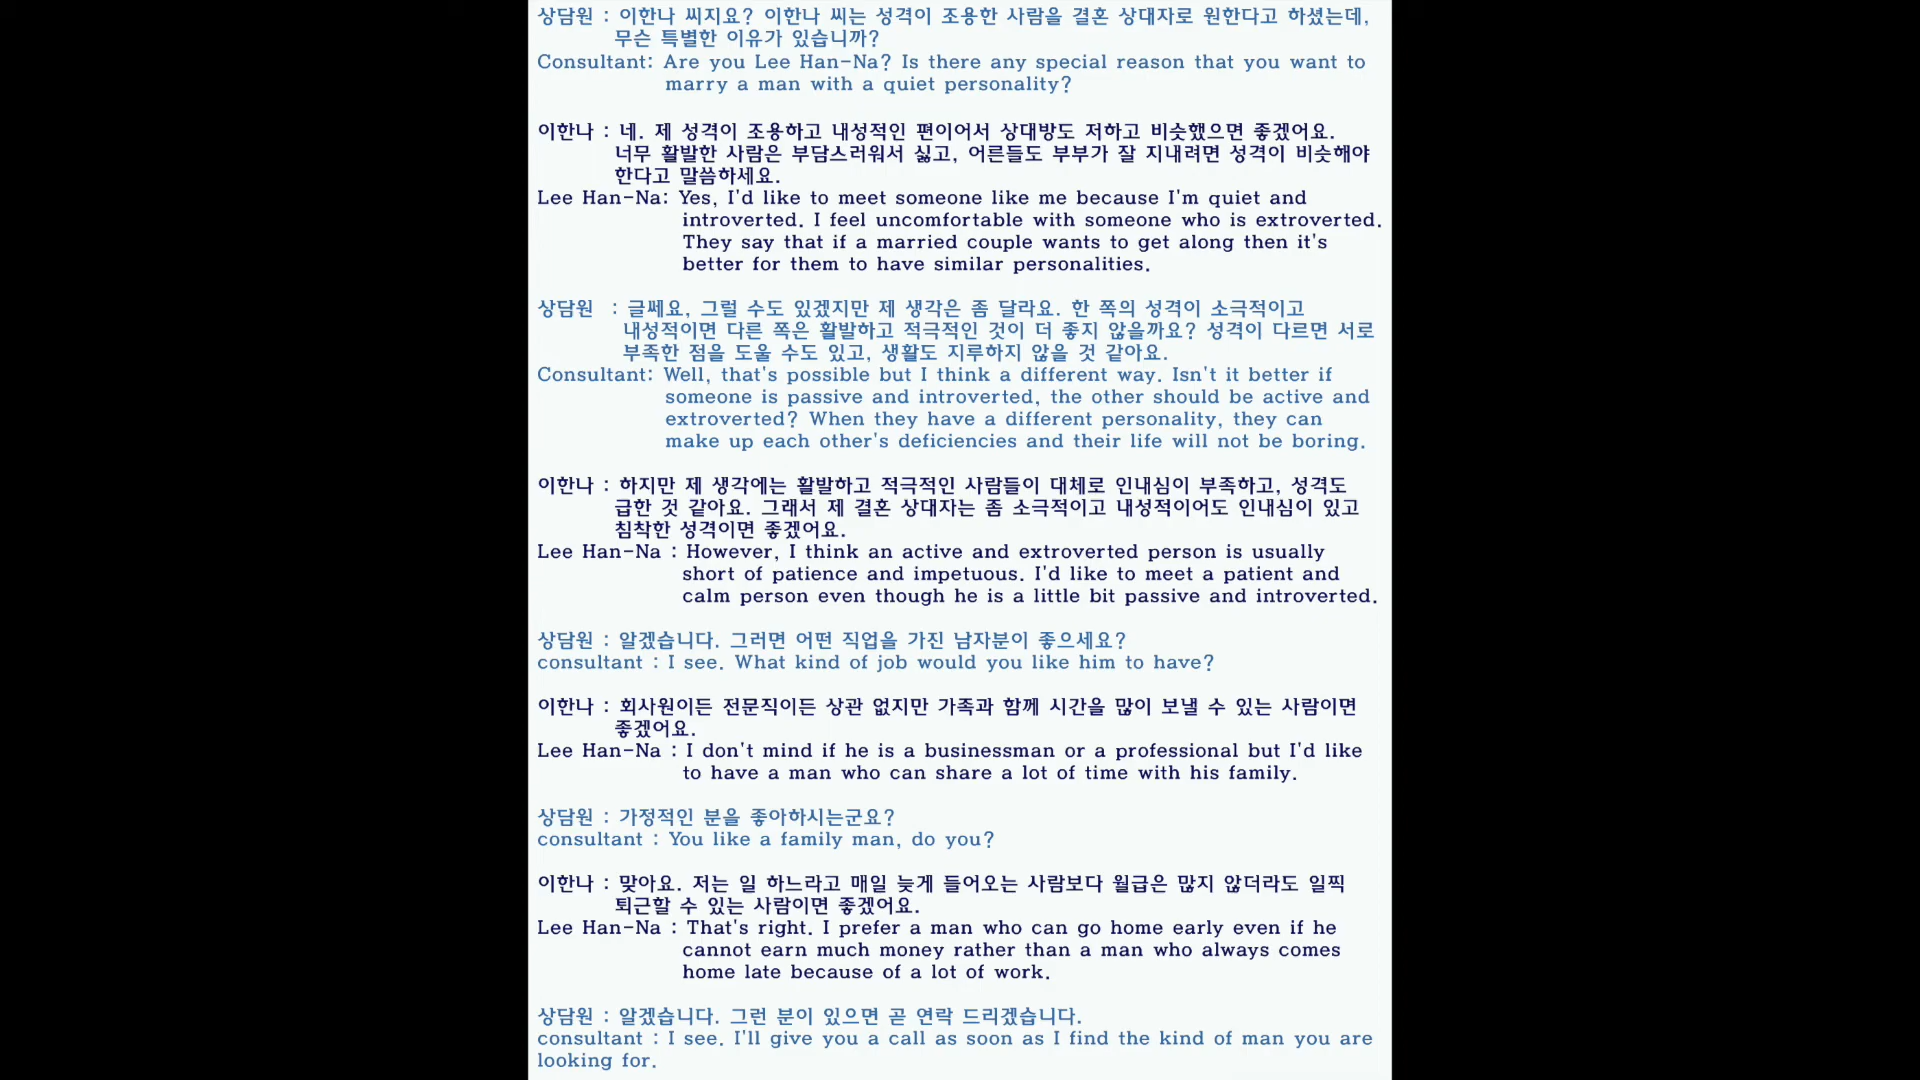 상담원 : 이한나 씨지요? 이한나 씨는 성격이 조용한 사람을 결혼 상대자로 원한다고 하셨는데,
무슨 특별한 이유가 있습니까?
Consultant: Are you Lee Han-Na? Is there any special reason that you want to
marry a man with a quiet personality?
이한나 : 네. 제 성격이 조용하고 내성적인 편이어서 상대방도 저하고 비슷했으면 좋겠어요.
너무 활발한 사람은 부담스러워서 싫고, 어른들도 부부가 잘 지내려면 성격이 비슷해야
한다고 말씀하세요.
Lee Han-Na: Yes, I'd like to meet someone like me because I'm quiet and
introverted. I feel uncomfortable with someone who is extroverted.
They say that if a married couple wants to get along then it's
better for them to have similar personalities.
상담원 : 글쎄요, 그럴 수도 있겠지만 제 생각은 좀 달라요. 한 쪽의 성격이 소극적이고
내성적이면 다른 쪽은 활발하고 적극적인 것이 더 좋지 않을까요? 성격이 다르면 서로
부족한 점을 도울 수도 있고, 생활도 지루하지 않을 것 같아요.
Consultant: Well, that's possible but I think a different way. Isn't it better if
someone is passive and introverted, the other should be active and
extroverted? When they have a different personality, they can
make up each other's deficiencies and their life will not be boring.
이한나 : 하지만 제 생각에는 활발하고 적극적인 사람들이 대체로 인내심이 부족하고, 성격도
급한 것 같아요. 그래서 제 결혼 상대자는 좀 소극적이고 내성적이어도 인내심이 있고
침착한 성격이면 좋겠어요.
Lee Han-Na : However, I think an active and extroverted person is usually
short of patience and impetuous. I'd like to meet a patient and
calm person even though he is a little bit passive and introverted.
상담원 : 알겠습니다. 그러면 어떤 직업을 가진 남자분이 좋으세요?
consultant : I see. What kind of job would you like him to have?
이한나 : 회사원이든 전문직이든 상관 없지만 가족과 함께 시간을 많이 보낼 수 있는 사람이면
좋겠어요.
Lee Han-Na : I don't mind if he is a businessman or a professional but I'd like
to have a man who can share a lot of time with his family.
상담원 : 가정적인 분을 좋아하시는군요?
consultant : You like a family man, do you?
이한나 : 맞아요. 저는 일 하느라고 매일 늦게 들어오는 사람보다 월급은 많지 않더라도 일찍
퇴근할 수 있는 사람이면 좋겠어요.
Lee Han-Na : That's right. I prefer a man who can go home early even if he
cannot earn much money rather than a man who always comes
home late because of a lot of work.
상담원 : 알겠습니다. 그런 분이 있으면 곧 연락 드리겠습니다.
consultant : I see. I'll give you a call as soon as I find the kind of man you are
looking for.